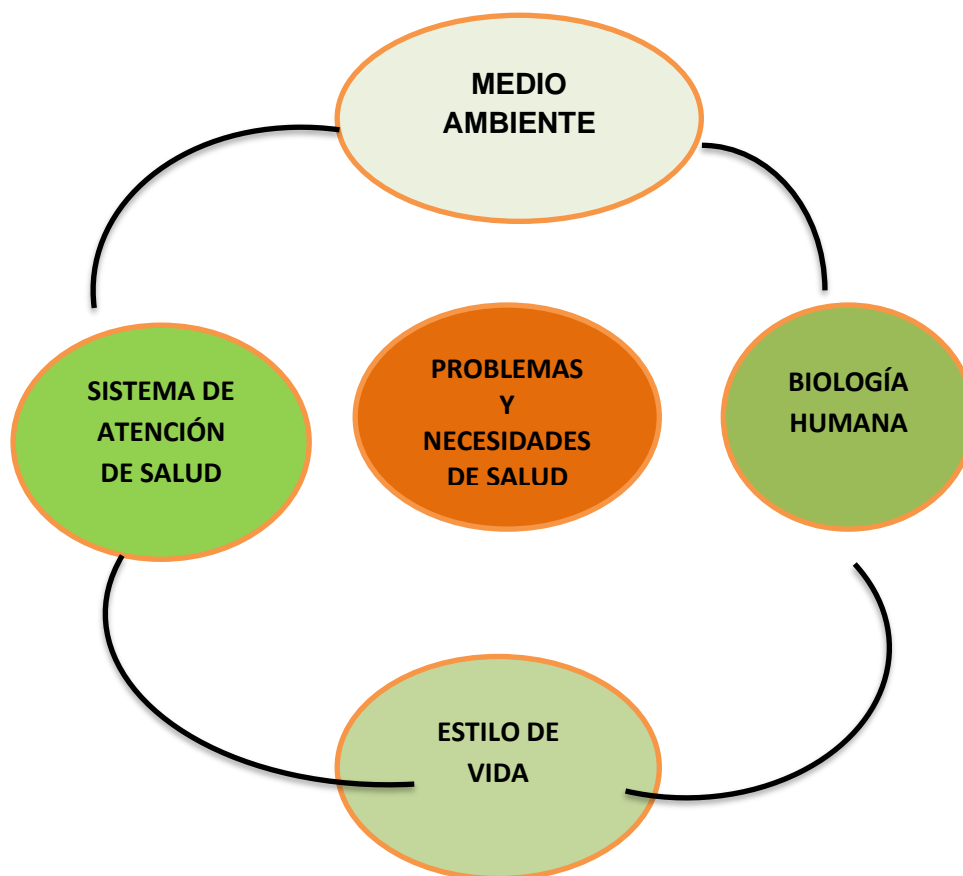 MEDIO
AMBIENTE
SISTEMA DE
ATENCIÓN
DE SALUD
PROBLEMAS
Y
NECESIDADES
DE SALUD
BIOLOGÍA
HUMANA
ESTILO DE
VIDA